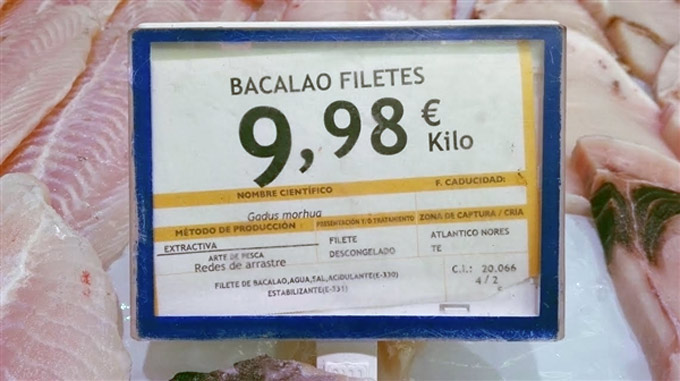 BACALAO FILETES
9,98 € Kilo
NOMBRE CIENTÍFICO F. CADUCIDAD:
Gadus morhua
MÉTODO DE PRODUCCIÓN PRESENTACIÓN Y/O TRATAMIENTO ZONA DE CAPTURA / CRIA
EXTRACTIVA FILETE ATLANTICO NORES
ARTE DE PESCA DESCONGELADO TE
Redes de arrastre
C.I.: 20.066
FILETE DE BACALAO,AGUA,SAL,ACIDULANTE(E-330) 4 / 2
ESTABILIZANTE(E-331)